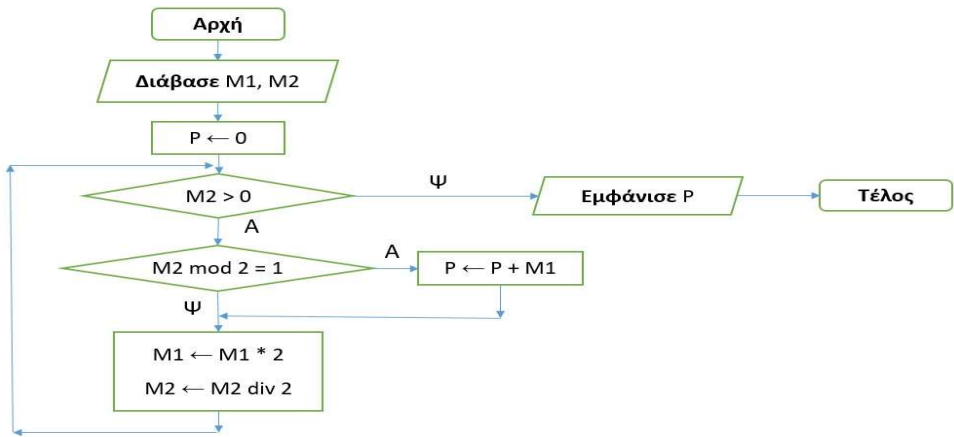 Αρχή
Διάβασε M1, M2
P ← 0
M2 > 0
Ψ
Εμφάνισε P
Τέλος
Α
M2 mod 2 = 1
Α
P ← P + M1
Ψ
M1 ← M1 * 2
M2 ← M2 div 2